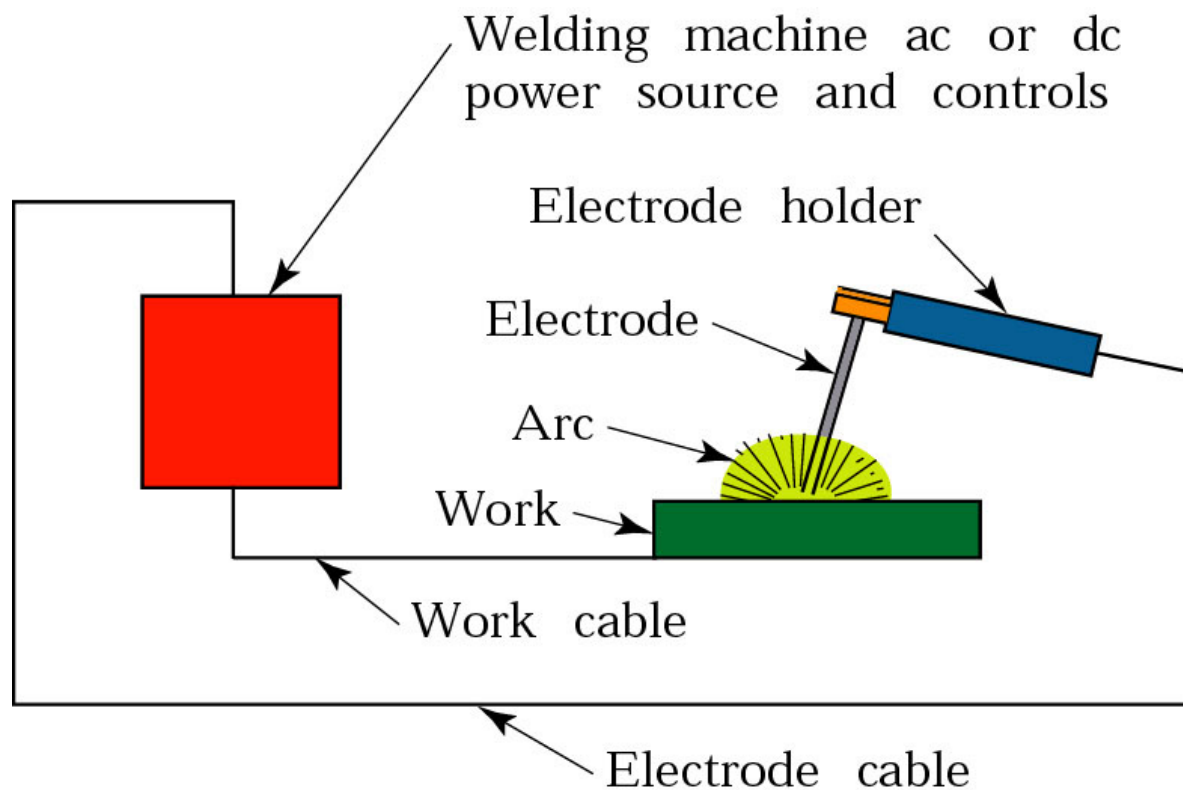 Welding machine ac or dc
power source and controls
Electrode holder
Electrode
Arc
Work
Work cable
Electrode cable